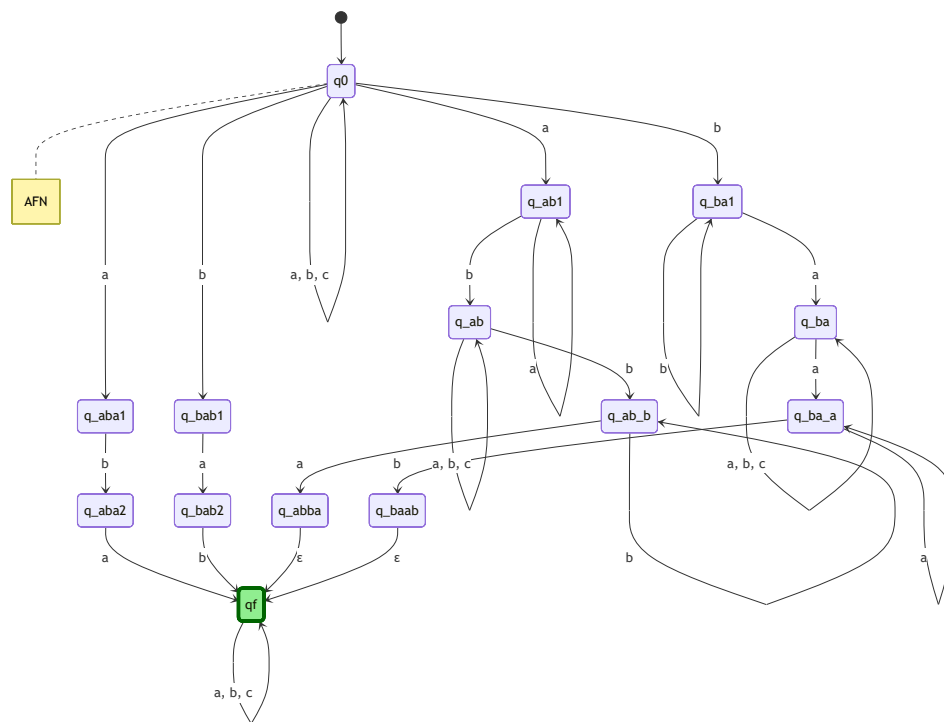 q0
a
b
AFN
q_ab1
q_ba1
a
b
a, b, c
b
a
q_ab
q_ba
b
a
b
a
q_aba1
q_bab1
q_ab_b
q_ba_a
b
a
a
b
a, b, c
a, b, c
q_aba2
q_bab2
q_abba
q_baab
a
b
ε
ε
b
a
qf
a, b, c